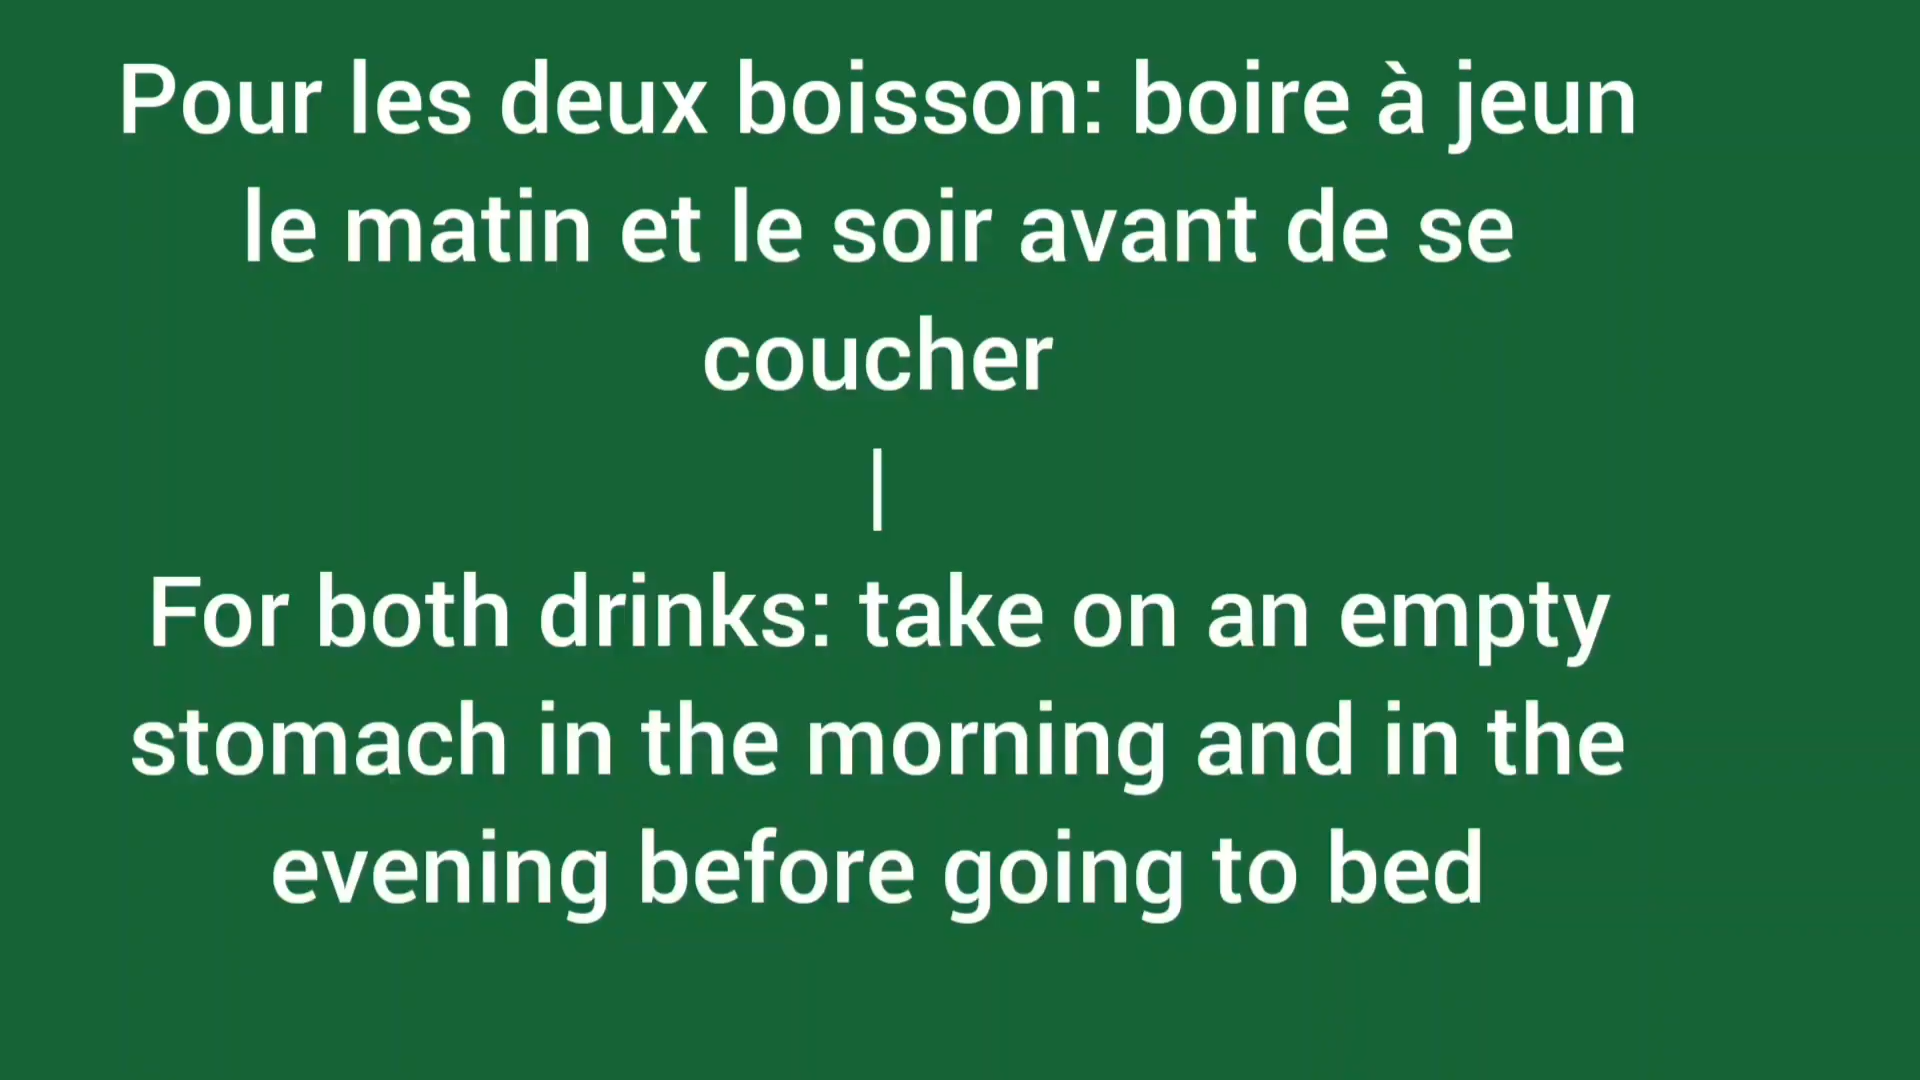 Pour les deux boisson: boire à jeun
le matin et le soir avant de se
coucher
|
For both drinks: take on an empty
stomach in the morning and in the
evening before going to bed